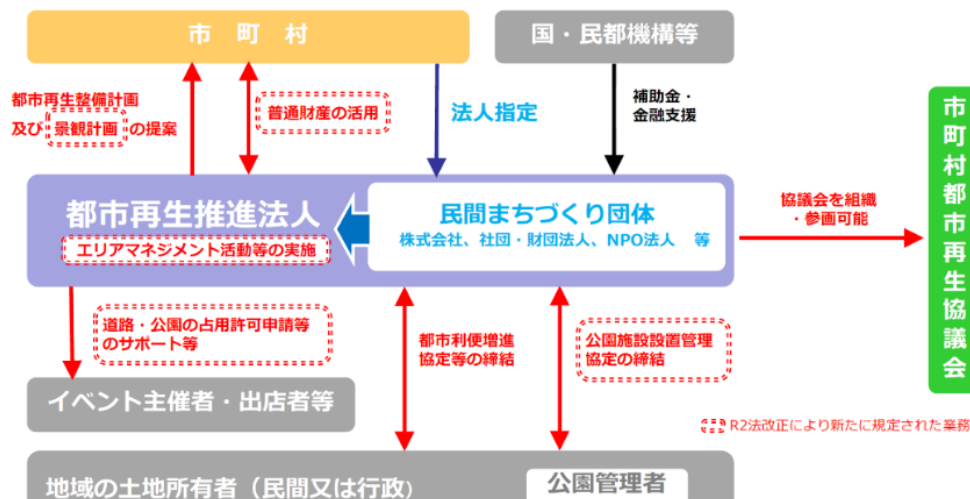 市 町 村
国・民都機構等
都市再生整備計画
及び 景観計画 の提案
普通財産の活用
法人指定
補助金・
金融支援
市町村都市再生協議会
都市再生推進法人
エリアマネジメント活動等の実施
民間まちづくり団体
株式会社、社団・財団法人、NPO法人 等
協議会を組織
・参画可能
道路・公園の占用許可申請等
のサポート等
都市利便増進
協定等の締結
公園施設設置管理
協定の締結
イベント主催者・出店者等
R2法改正により新たに規定された業務
地域の土地所有者（民間又は行政）
公園管理者